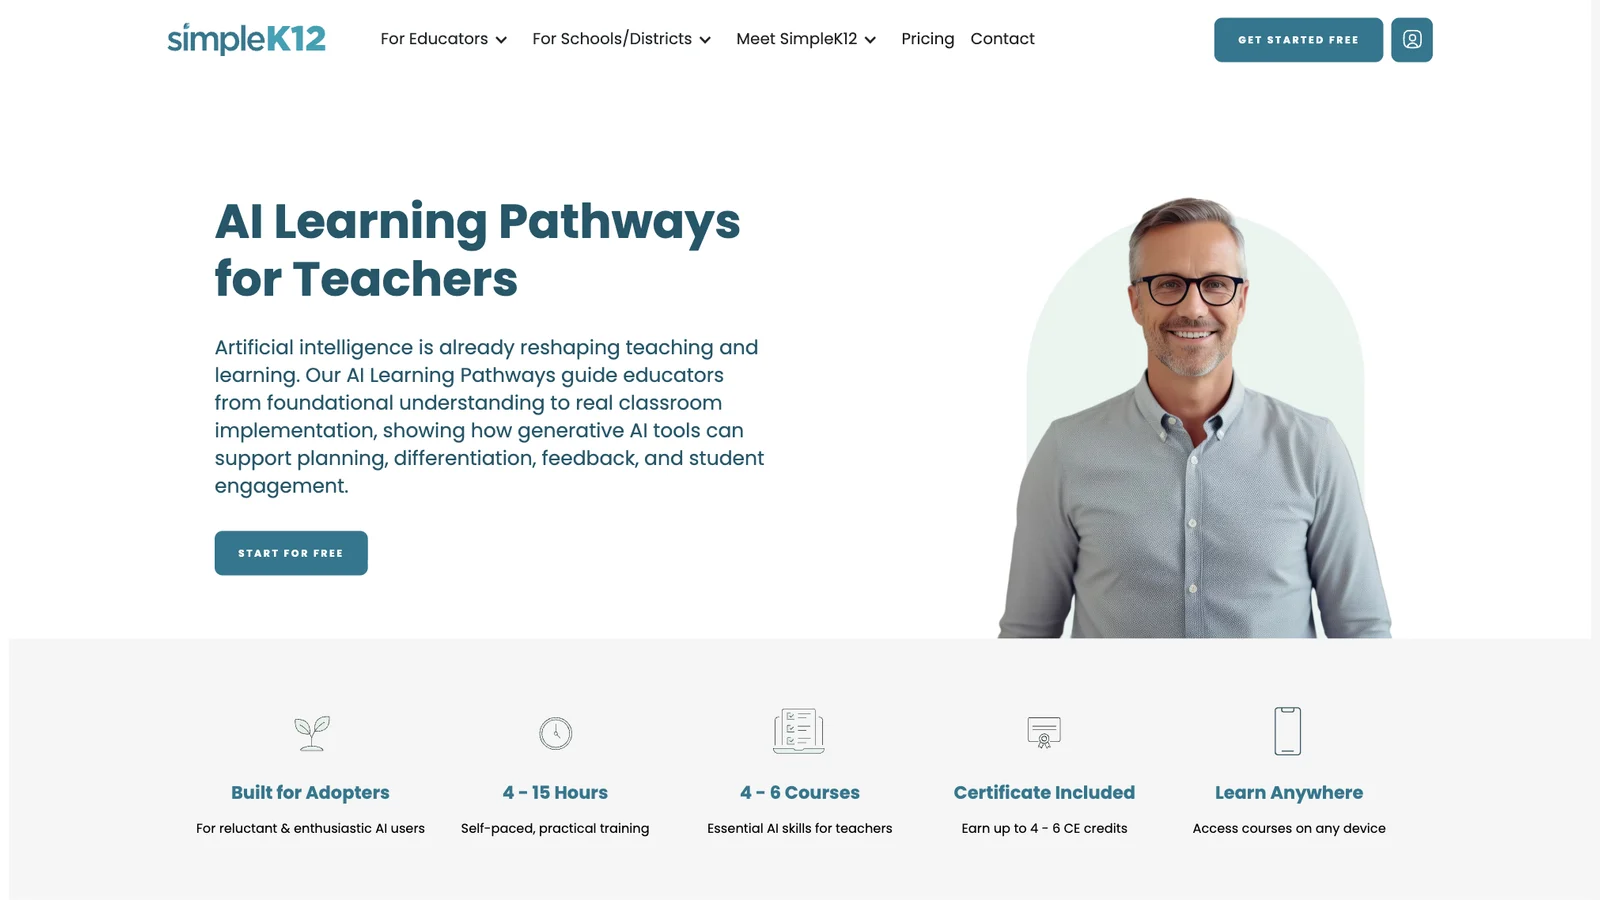 simpleK12
For Educators
For Schools/Districts
Meet SimpleK12
Pricing
Contact
GET STARTED FREE
AI Learning Pathways
for Teachers
Artificial intelligence is already reshaping teaching and
learning. Our AI Learning Pathways guide educators
from foundational understanding to real classroom
implementation, showing how generative AI tools can
support planning, differentiation, feedback, and student
engagement.
START FOR FREE
Built for Adopters
For reluctant & enthusiastic AI users
4 - 15 Hours
Self-paced, practical training
4 - 6 Courses
Essential AI skills for teachers
Certificate Included
Earn up to 4 - 6 CE credits
Learn Anywhere
Access courses on any device